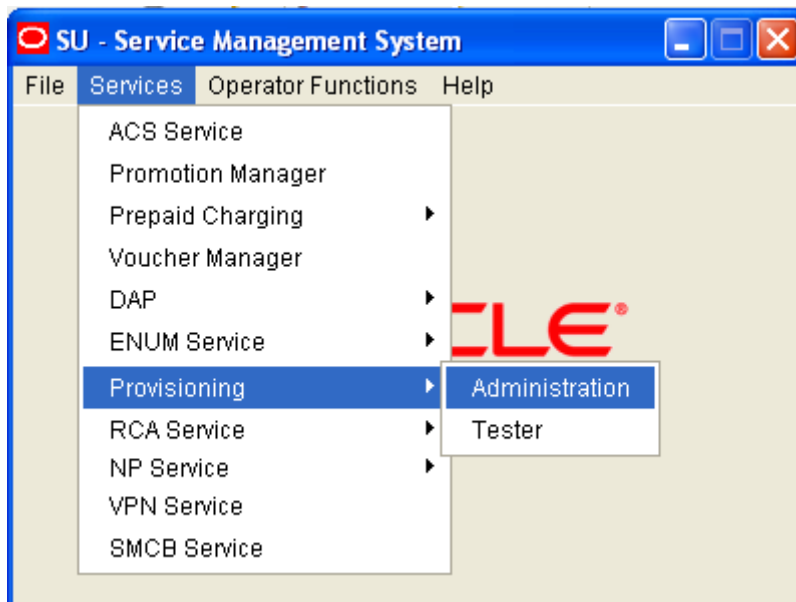 SU - Service Management System
File Services Operator Functions Help
ACS Service
Promotion Manager
Prepaid Charging
Voucher Manager
DAP
ENUM Service
CLE®
Provisioning
Administration
RCA Service
Tester
NP Service
VPN Service
SMCB Service